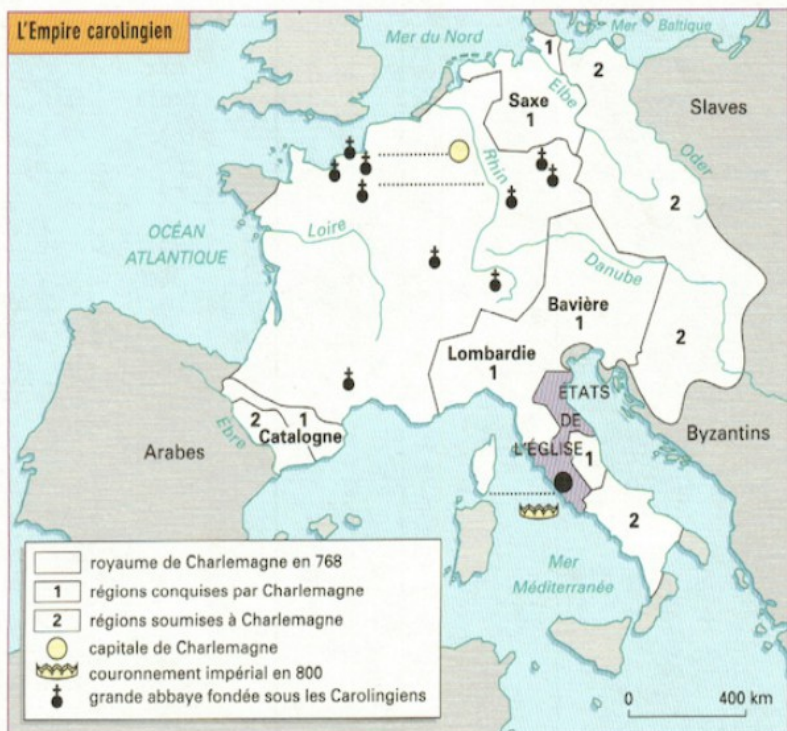 L'Empire carolingien
Mer du Nord
Mer Baltique
1
2
Saxe
1
Elbe
Slaves
Oder
Rhin
2
OCÉAN
ATLANTIQUE
Loire
Danube
Bavière
1
2
Lombardie
1
ÉTATS
DE
L'ÉGLISE
1
2
1
Catalogne
Ebre
Arabes
Byzantins
2
Mer
Méditerranée
royaume de Charlemagne en 768
1 régions conquises par Charlemagne
2 régions soumises à Charlemagne
capitale de Charlemagne
couronnement impérial en 800
grande abbaye fondée sous les Carolingiens
0 400 km